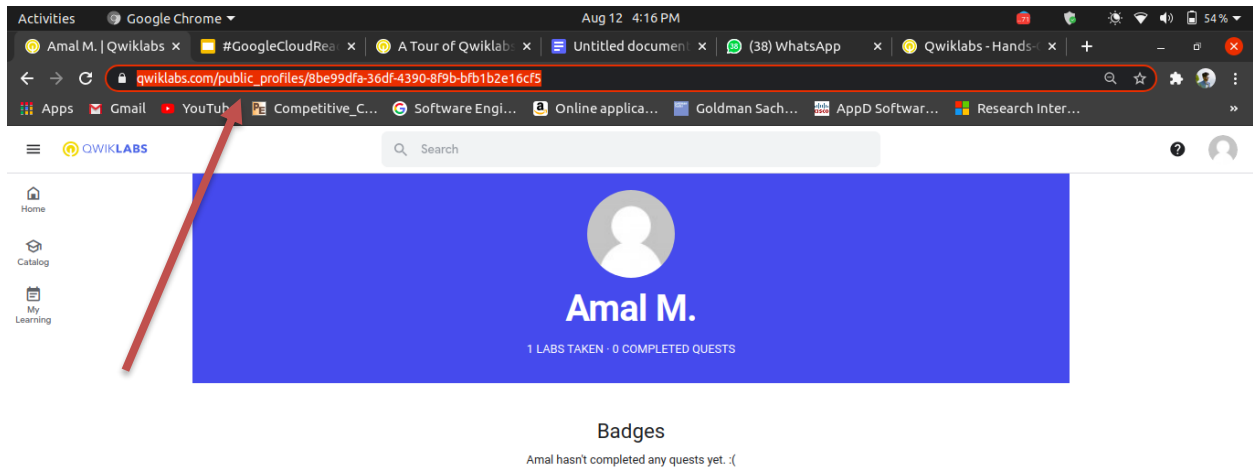 Activities Google Chrome Aug 12 4:16 PM 54 %
Amal M. | Qwiklabs #GoogleCloudRea A Tour of Qwiklabs Untitled document (38) WhatsApp Qwiklabs - Hands-
qwiklabs.com/public_profiles/8be99dfa-36df-4390-8f9b-bfb1b2e16cf5
Apps Gmail YouTube Competitive_C... Software Engi... Online applica... Goldman Sach... AppD Softwar... Research Inter... »
QWIKLABS Search
Home
Catalog
My
Learning
Amal M.
1 LABS TAKEN · 0 COMPLETED QUESTS
Badges
Amal hasn't completed any quests yet. :(